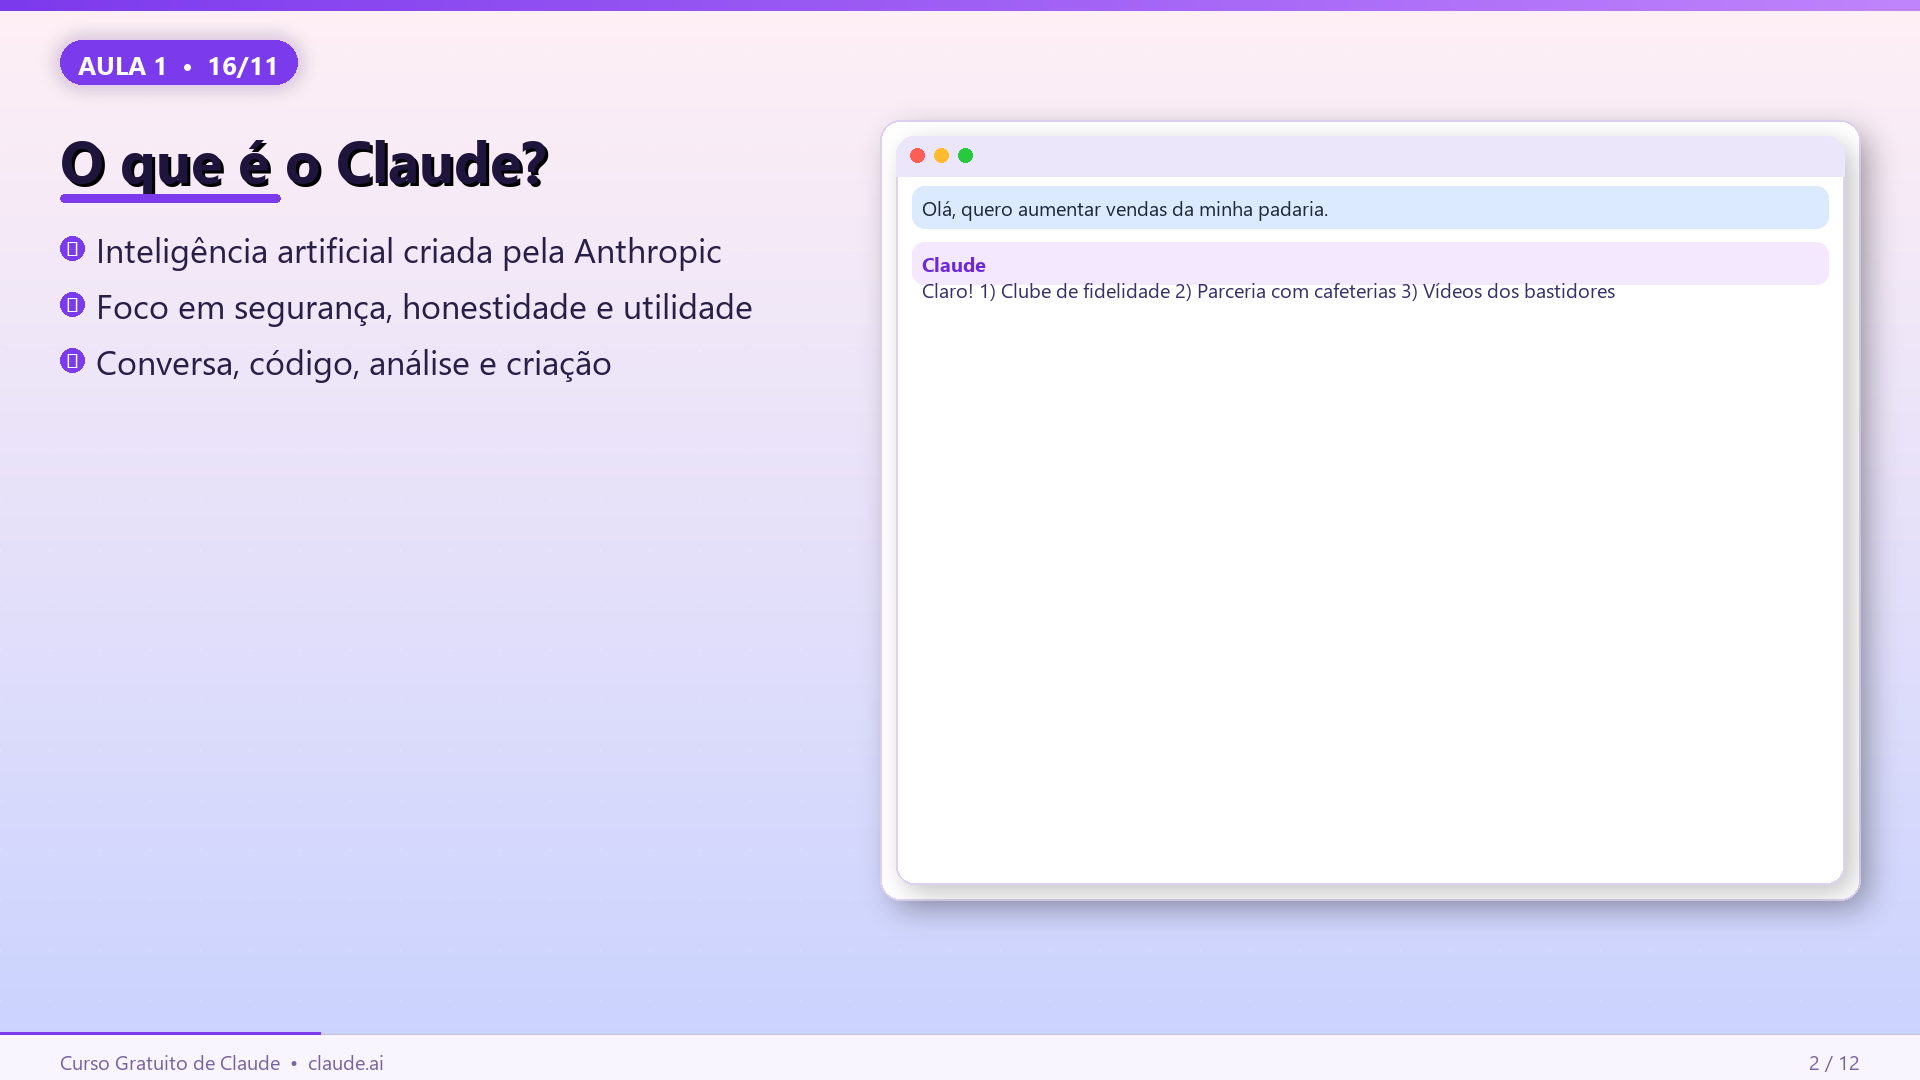 AULA 1 • 16/11
O que é o Claude?
Inteligência artificial criada pela Anthropic
Foco em segurança, honestidade e utilidade
Conversa, código, análise e criação
Olá, quero aumentar vendas da minha padaria.
Claude
Claro! 1) Clube de fidelidade 2) Parceria com cafeterias 3) Vídeos dos bastidores
Curso Gratuito de Claude • claude.ai
2 / 12